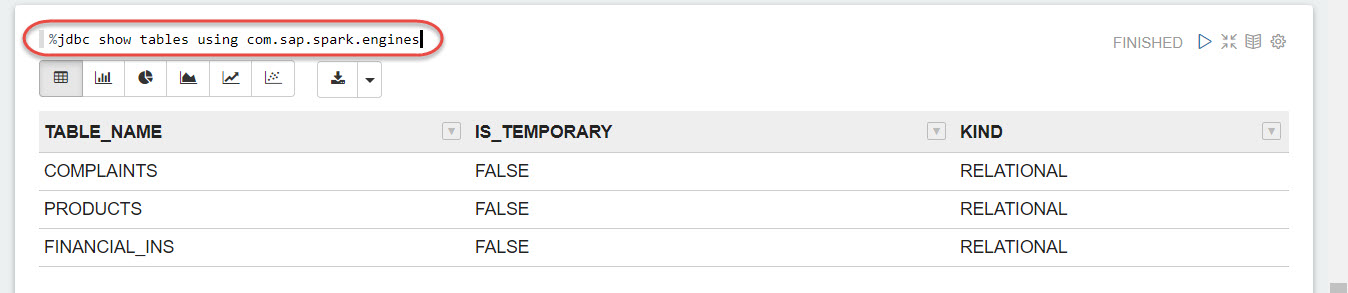 %jdbc show tables using com.sap.spark.engines
FINISHED
TABLE_NAME IS_TEMPORARY KIND
COMPLAINTS FALSE RELATIONAL
PRODUCTS FALSE RELATIONAL
FINANCIAL_INS FALSE RELATIONAL